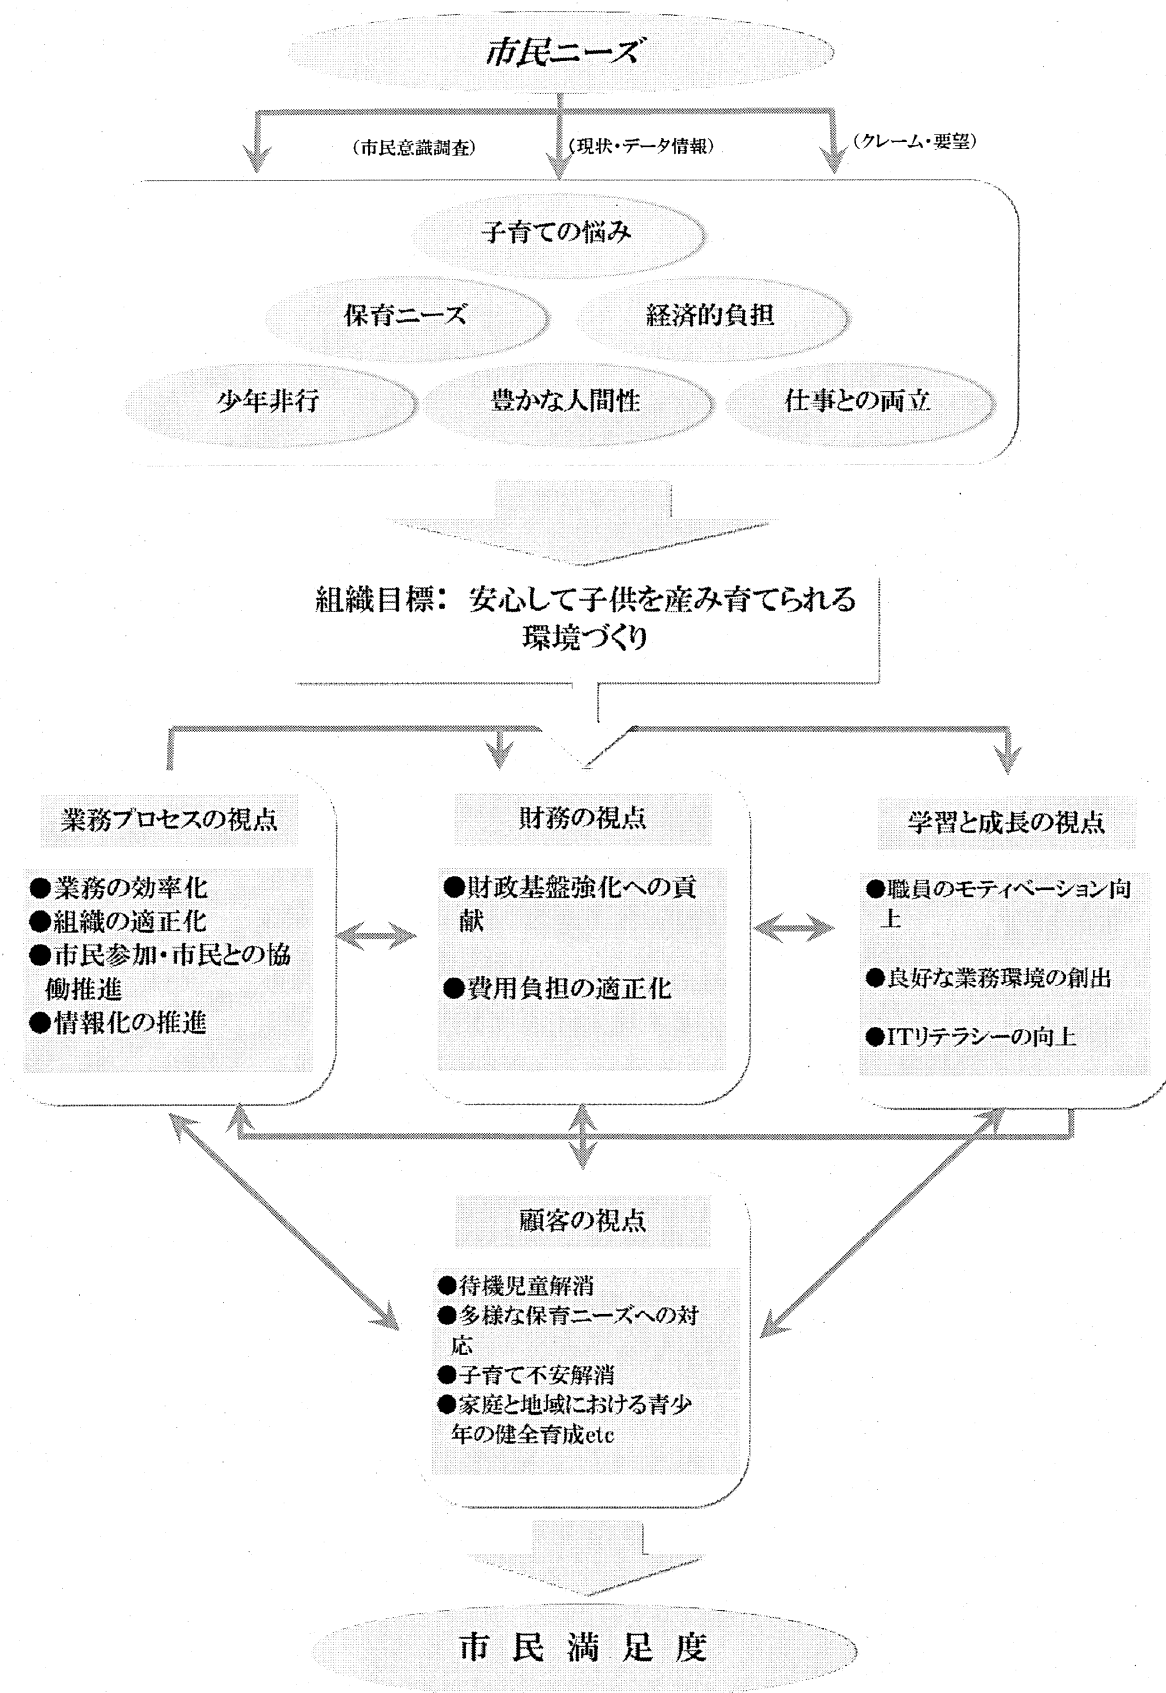 市民ニーズ
(市民意識調査)
(現状・データ情報)
(クレーム・要望)
子育ての悩み
保育ニーズ
経済的負担
少年非行
豊かな人間性
仕事との両立
組織目標： 安心して子供を産み育てられる
環境づくり
業務プロセスの視点
●業務の効率化
●組織の適正化
●市民参加・市民との協
働推進
●情報化の推進
財務の視点
●財政基盤強化への貢
献
●費用負担の適正化
学習と成長の視点
●職員のモティベーション向
上
●良好な業務環境の創出
●ITリテラシーの向上
顧客の視点
●待機児童解消
●多様な保育ニーズへの対
応
●子育て不安解消
●家庭と地域における青少
年の健全育成etc
市 民 満 足 度